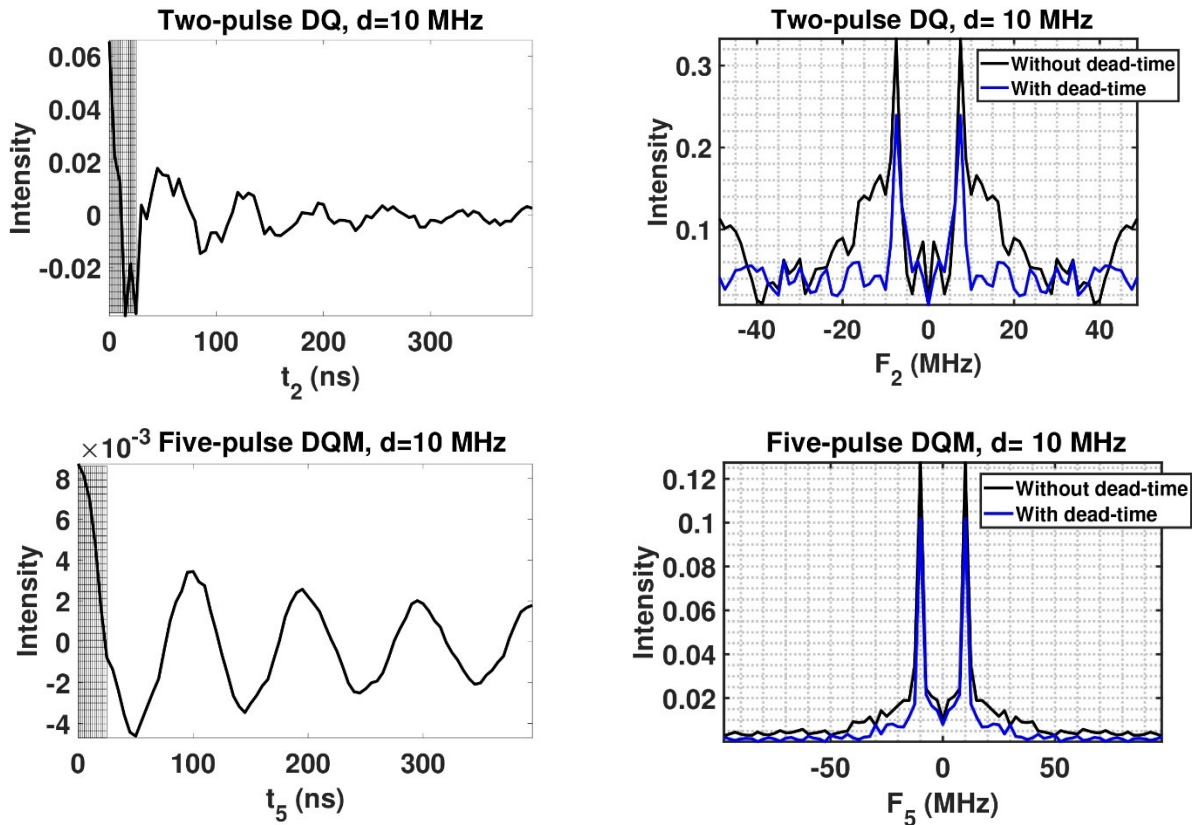 Two-pulse DQ, d=10 MHz
Intensity
0.06
0.04
0.02
0
-0.02
0
100
200
300
t₂ (ns)
Two-pulse DQ, d= 10 MHz
Without dead-time
With dead-time
Intensity
0.3
0.2
0.1
-40
-20
0
20
40
F₂ (MHz)
×10⁻³ Five-pulse DQM, d=10 MHz
Intensity
8
6
4
2
0
-2
-4
0
100
200
300
t₅ (ns)
Five-pulse DQM, d= 10 MHz
Without dead-time
With dead-time
Intensity
0.12
0.1
0.08
0.06
0.04
0.02
-50
0
50
F₅ (MHz)